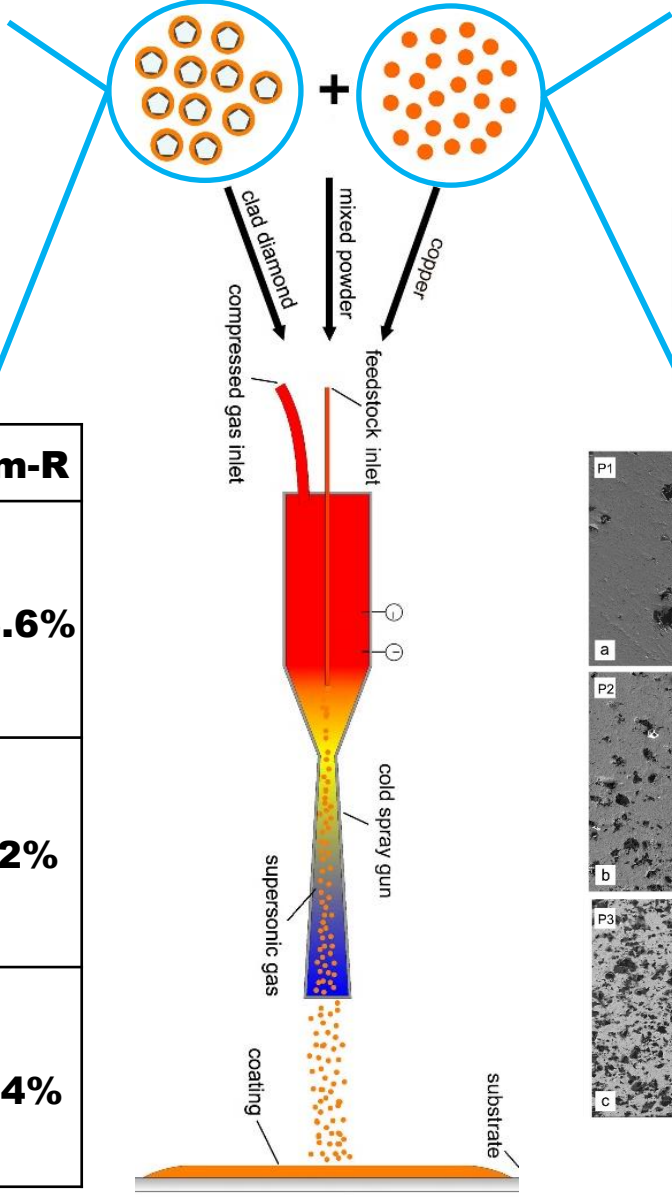 +
clad diamond
mixed powder
copper
compressed gas inlet
feedstock inlet
m-R
.6%
2%
4%
P1
a
P2
b
P3
c
cold spray gun
supersonic gas
coating
substrate